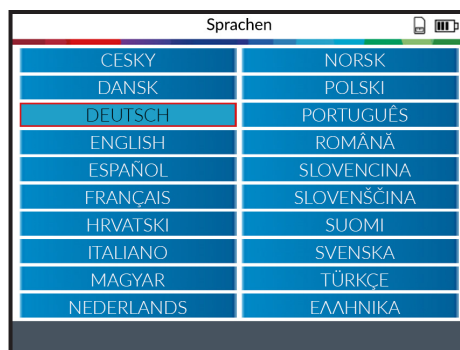 Sprachen
CESKY
DANSK
DEUTSCH
ENGLISH
ESPAÑOL
FRANÇAIS
HRVATSKI
ITALIANO
MAGYAR
NEDERLANDS
NORSK
POLSKI
PORTUGUÊS
ROMÂNĂ
SLOVENCINA
SLOVENŠČINA
SUOMI
SVENSKA
TÜRKÇE
ΕΛΛΗΝΙΚΑ